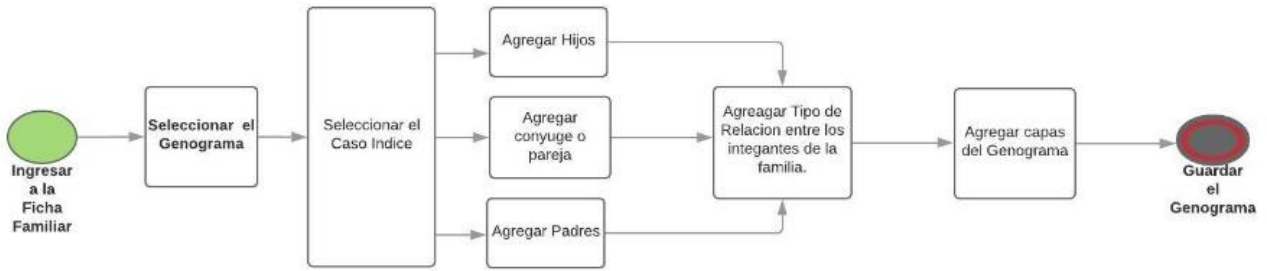 Ingresar
a la
Ficha
Familiar
Seleccionar el
Genograma
Seleccionar el
Caso Indice
Agregar Hijos
Agregar
conyuge o
pareja
Agregar Padres
Agreagar Tipo de
Relacion entre los
integantes de la
familia.
Agregar capas
del Genograma
Guardar
el
Genograma